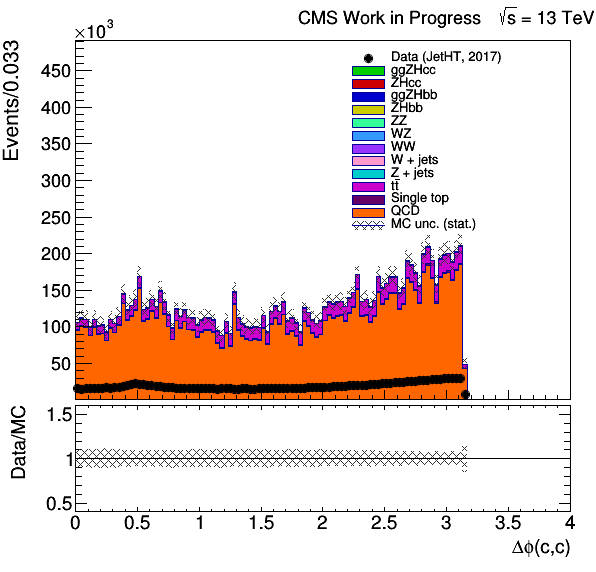 CMS Work in Progress √s = 13 TeV
×10³
Events/0.033
450
400
350
300
250
200
150
100
50
Data (JetHT, 2017)
ggZHcc
ZHcc
ggZHbb
ZHbb
ZZ
WZ
WW
W + jets
Z + jets
tt̄
Single top
QCD
MC unc. (stat.)
Data/MC
1.5
1
0.5
0 0.5 1 1.5 2 2.5 3 3.5 4
Δϕ(c,c)